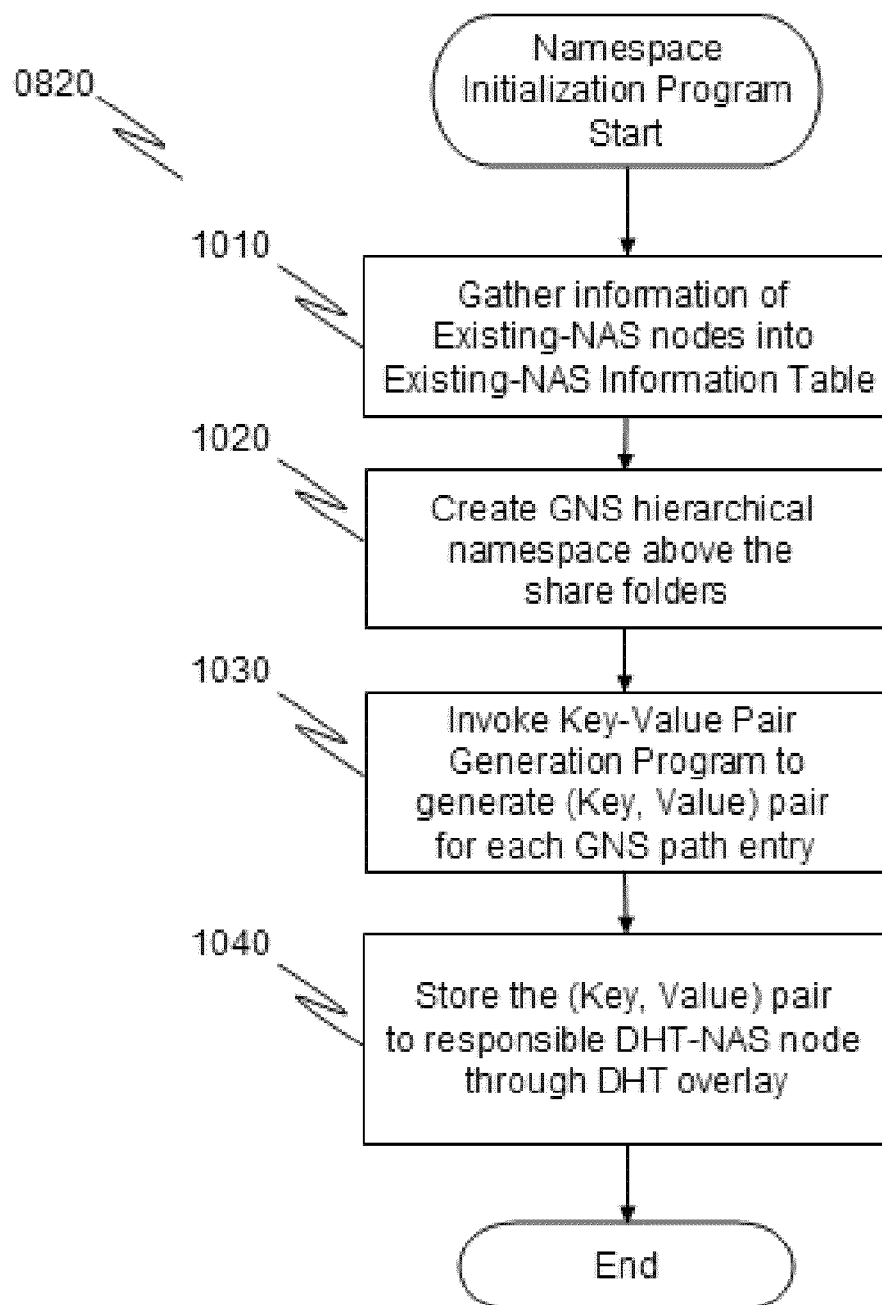 0820
Namespace
Initialization Program
Start
1010
Gather information of
Existing-NAS nodes into
Existing-NAS Information Table
1020
Create GNS hierarchical
namespace above the
share folders
1030
Invoke Key-Value Pair
Generation Program to
generate (Key, Value) pair
for each GNS path entry
1040
Store the (Key, Value) pair
to responsible DHT-NAS node
through DHT overlay
End